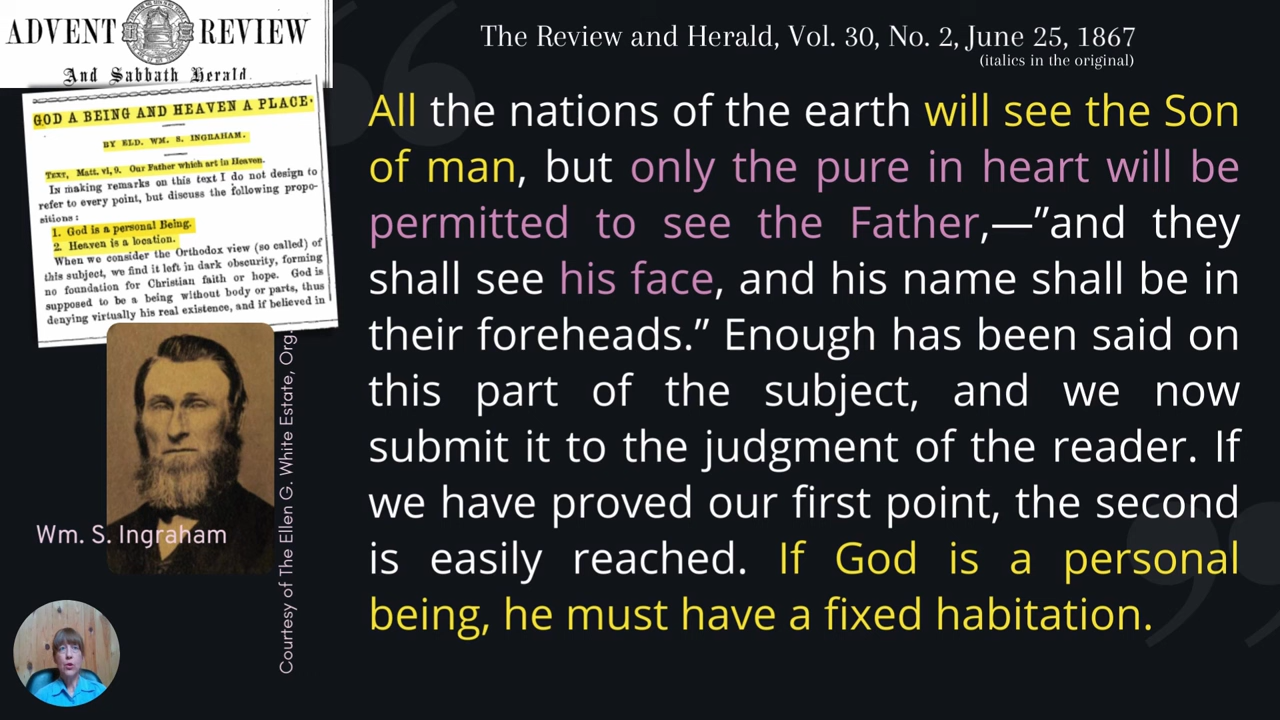 ADVENT REVIEW
And Sabbath Herald.
GOD A BEING AND HEAVEN A PLACE.
BY ELD. WM. S. INGRAHAM.
TEXT, Matt. vi, 9. Our Father which art in Heaven.
In making remarks on this text I do not design to
refer to every point, but discuss the following propo-
sitions:
1. God is a personal Being.
2. Heaven is a location.
When we consider the Orthodox view (so called) of
this subject, we find it left in dark obscurity, forming
no foundation for Christian faith or hope. God is
supposed to be a being without body or parts, thus
denying virtually his real existence, and if believed in
Wm. S. Ingraham
Courtesy of The Ellen G. White Estate, Org.
The Review and Herald, Vol. 30, No. 2, June 25, 1867
(italics in the original)
All the nations of the earth will see the Son
of man, but only the pure in heart will be
permitted to see the Father,—”and they
shall see his face, and his name shall be in
their foreheads.” Enough has been said on
this part of the subject, and we now
submit it to the judgment of the reader. If
we have proved our first point, the second
is easily reached. If God is a personal
being, he must have a fixed habitation.